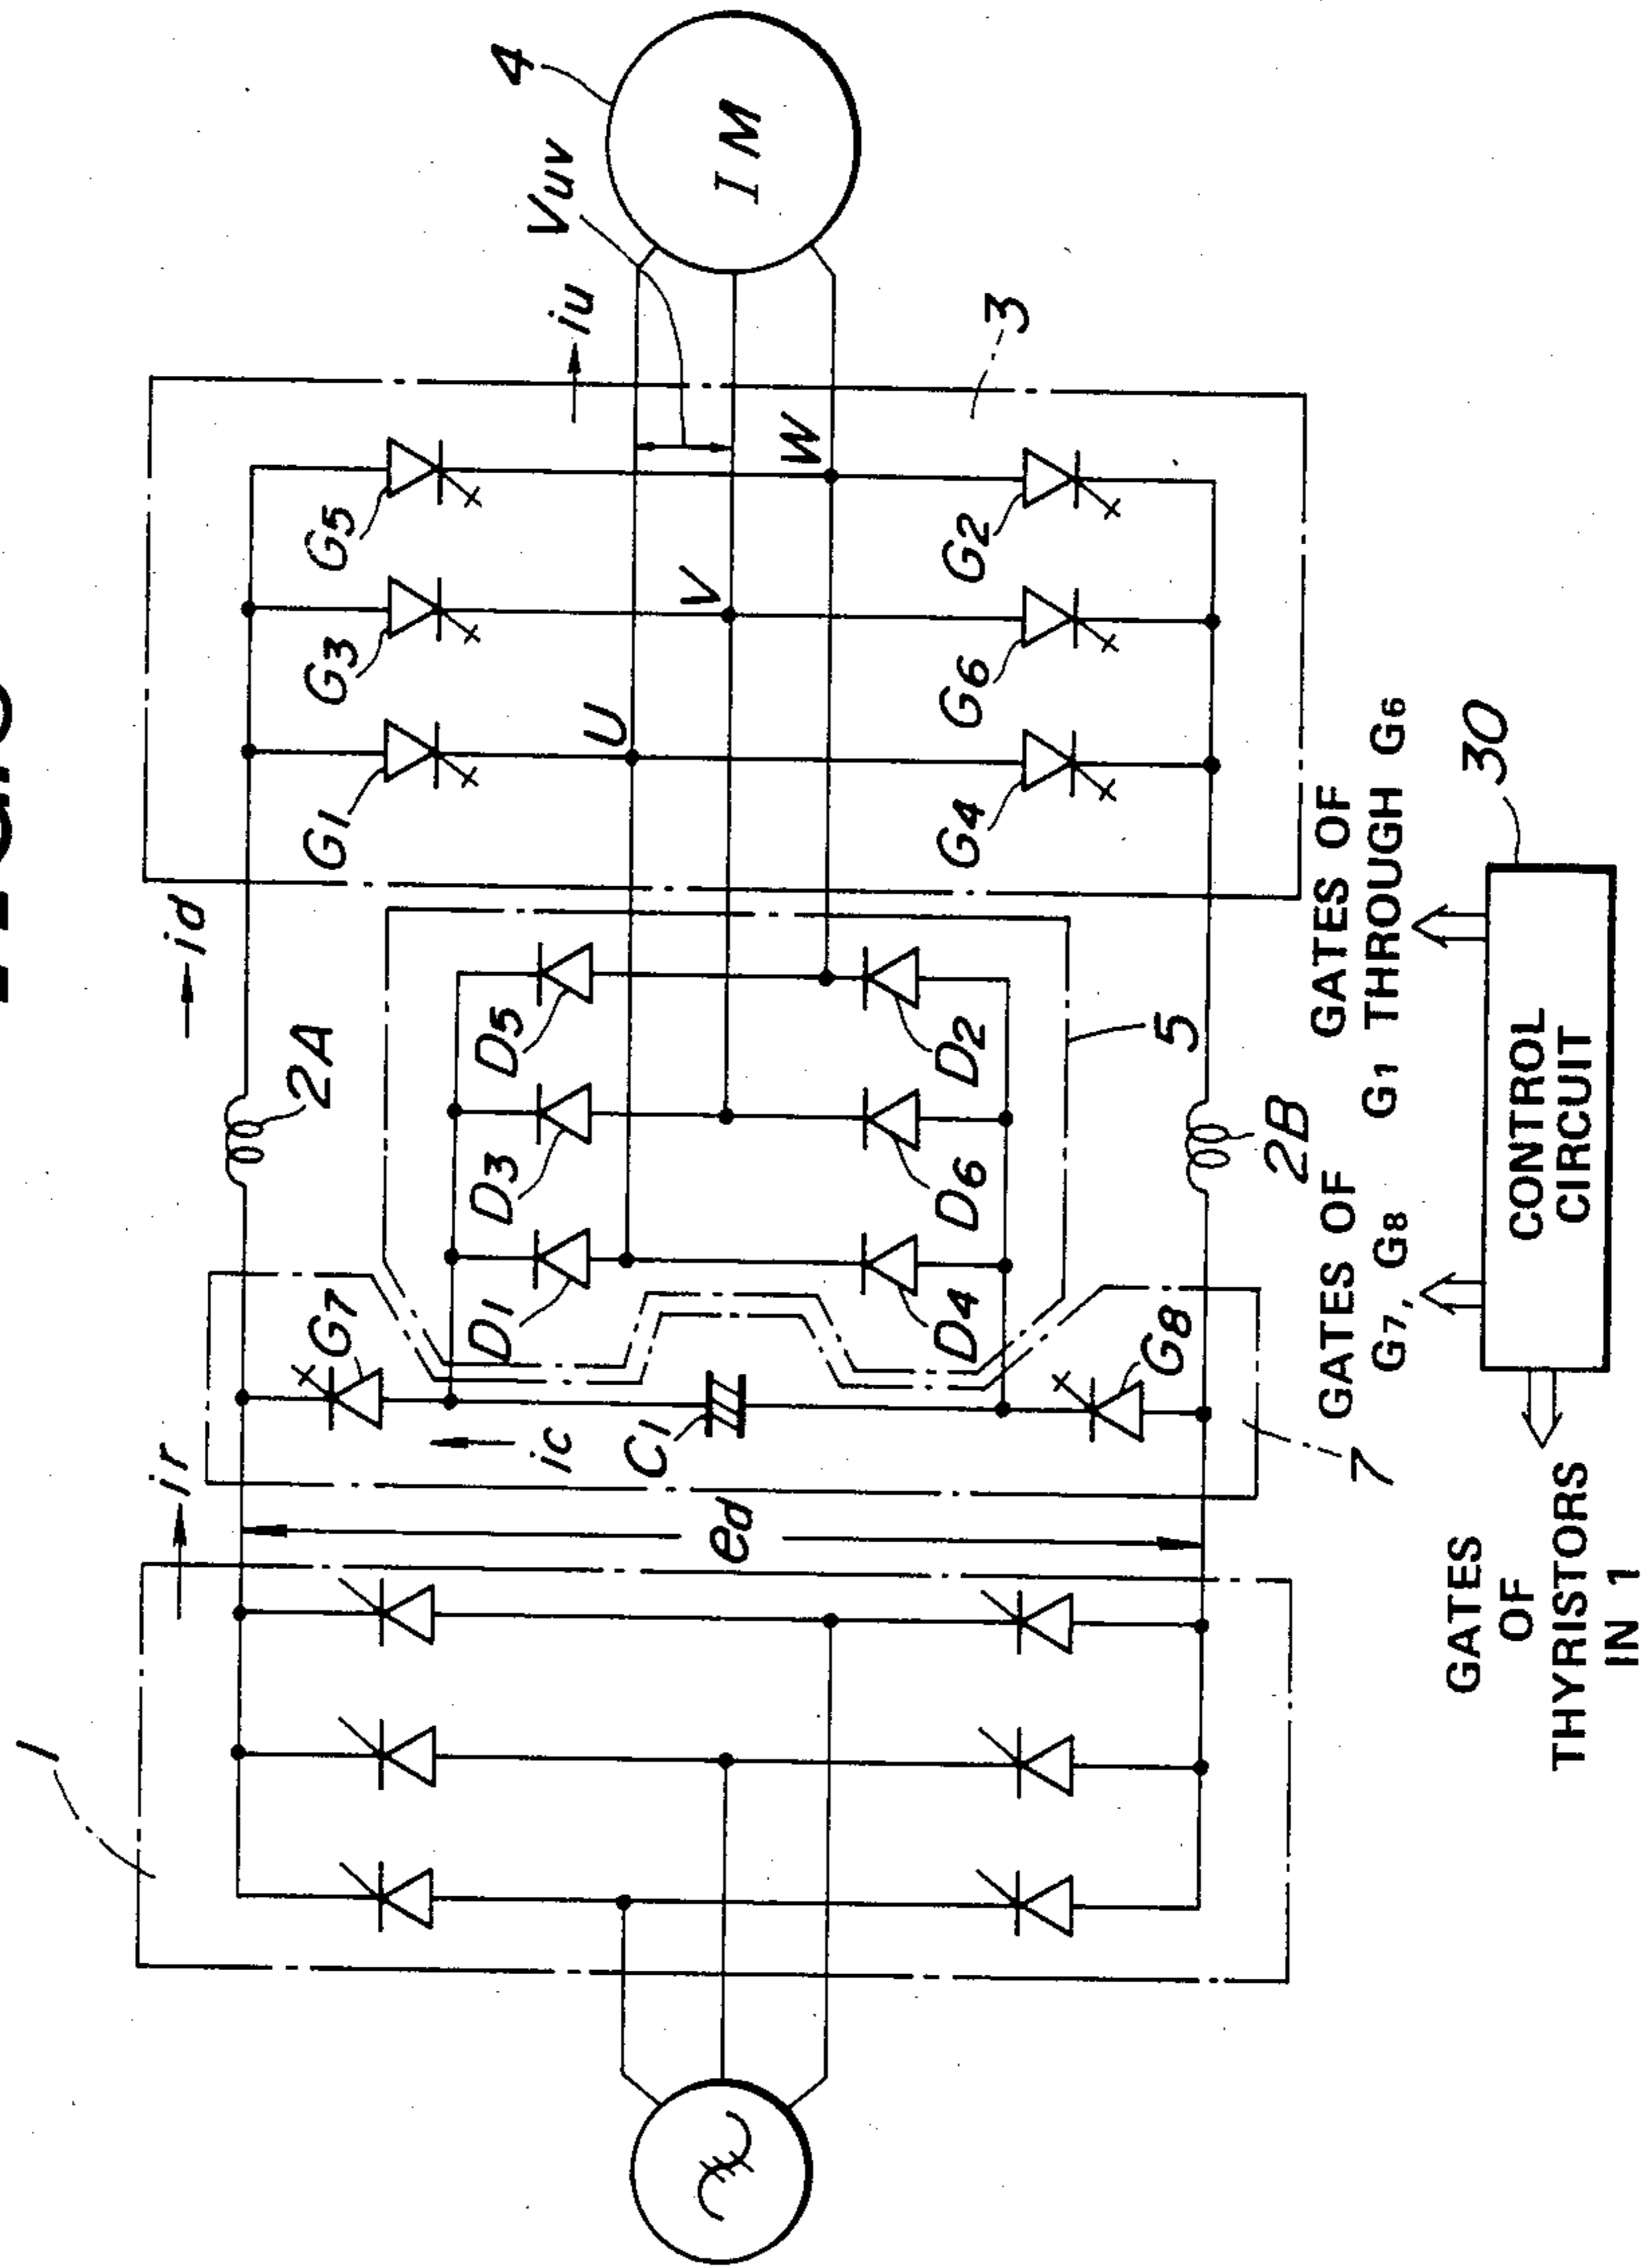 1
ir
id
ed
G7
ic
C1
G8
7
2A
2B
D1
D3
D5
D4
D6
D2
5
G1
G3
G5
G4
G6
G2
U
V
W
3
iu
Vuv
4
IM
GATES
OF
THYRISTORS
IN 1
GATES OF
G7, G8
GATES OF
G1 THROUGH G6
CONTROL
CIRCUIT
30